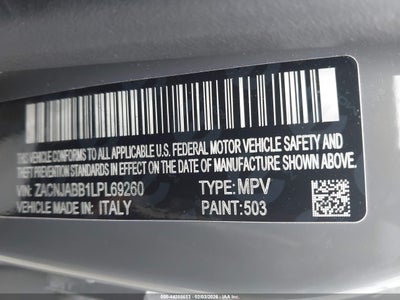 THIS VEHICLE CONFORMS TO ALL APPLICABLE U.S. FEDERAL MOTOR VEHICLE SAFETY AND
THEFT PREVENTION STANDARDS IN EFFECT ON THE DATE OF MANUFACTURE SHOWN ABOVE.
VIN: ZACNJABB1LPL69260 TYPE: MPV
VEHICLE MADE IN: ITALY PAINT: 503